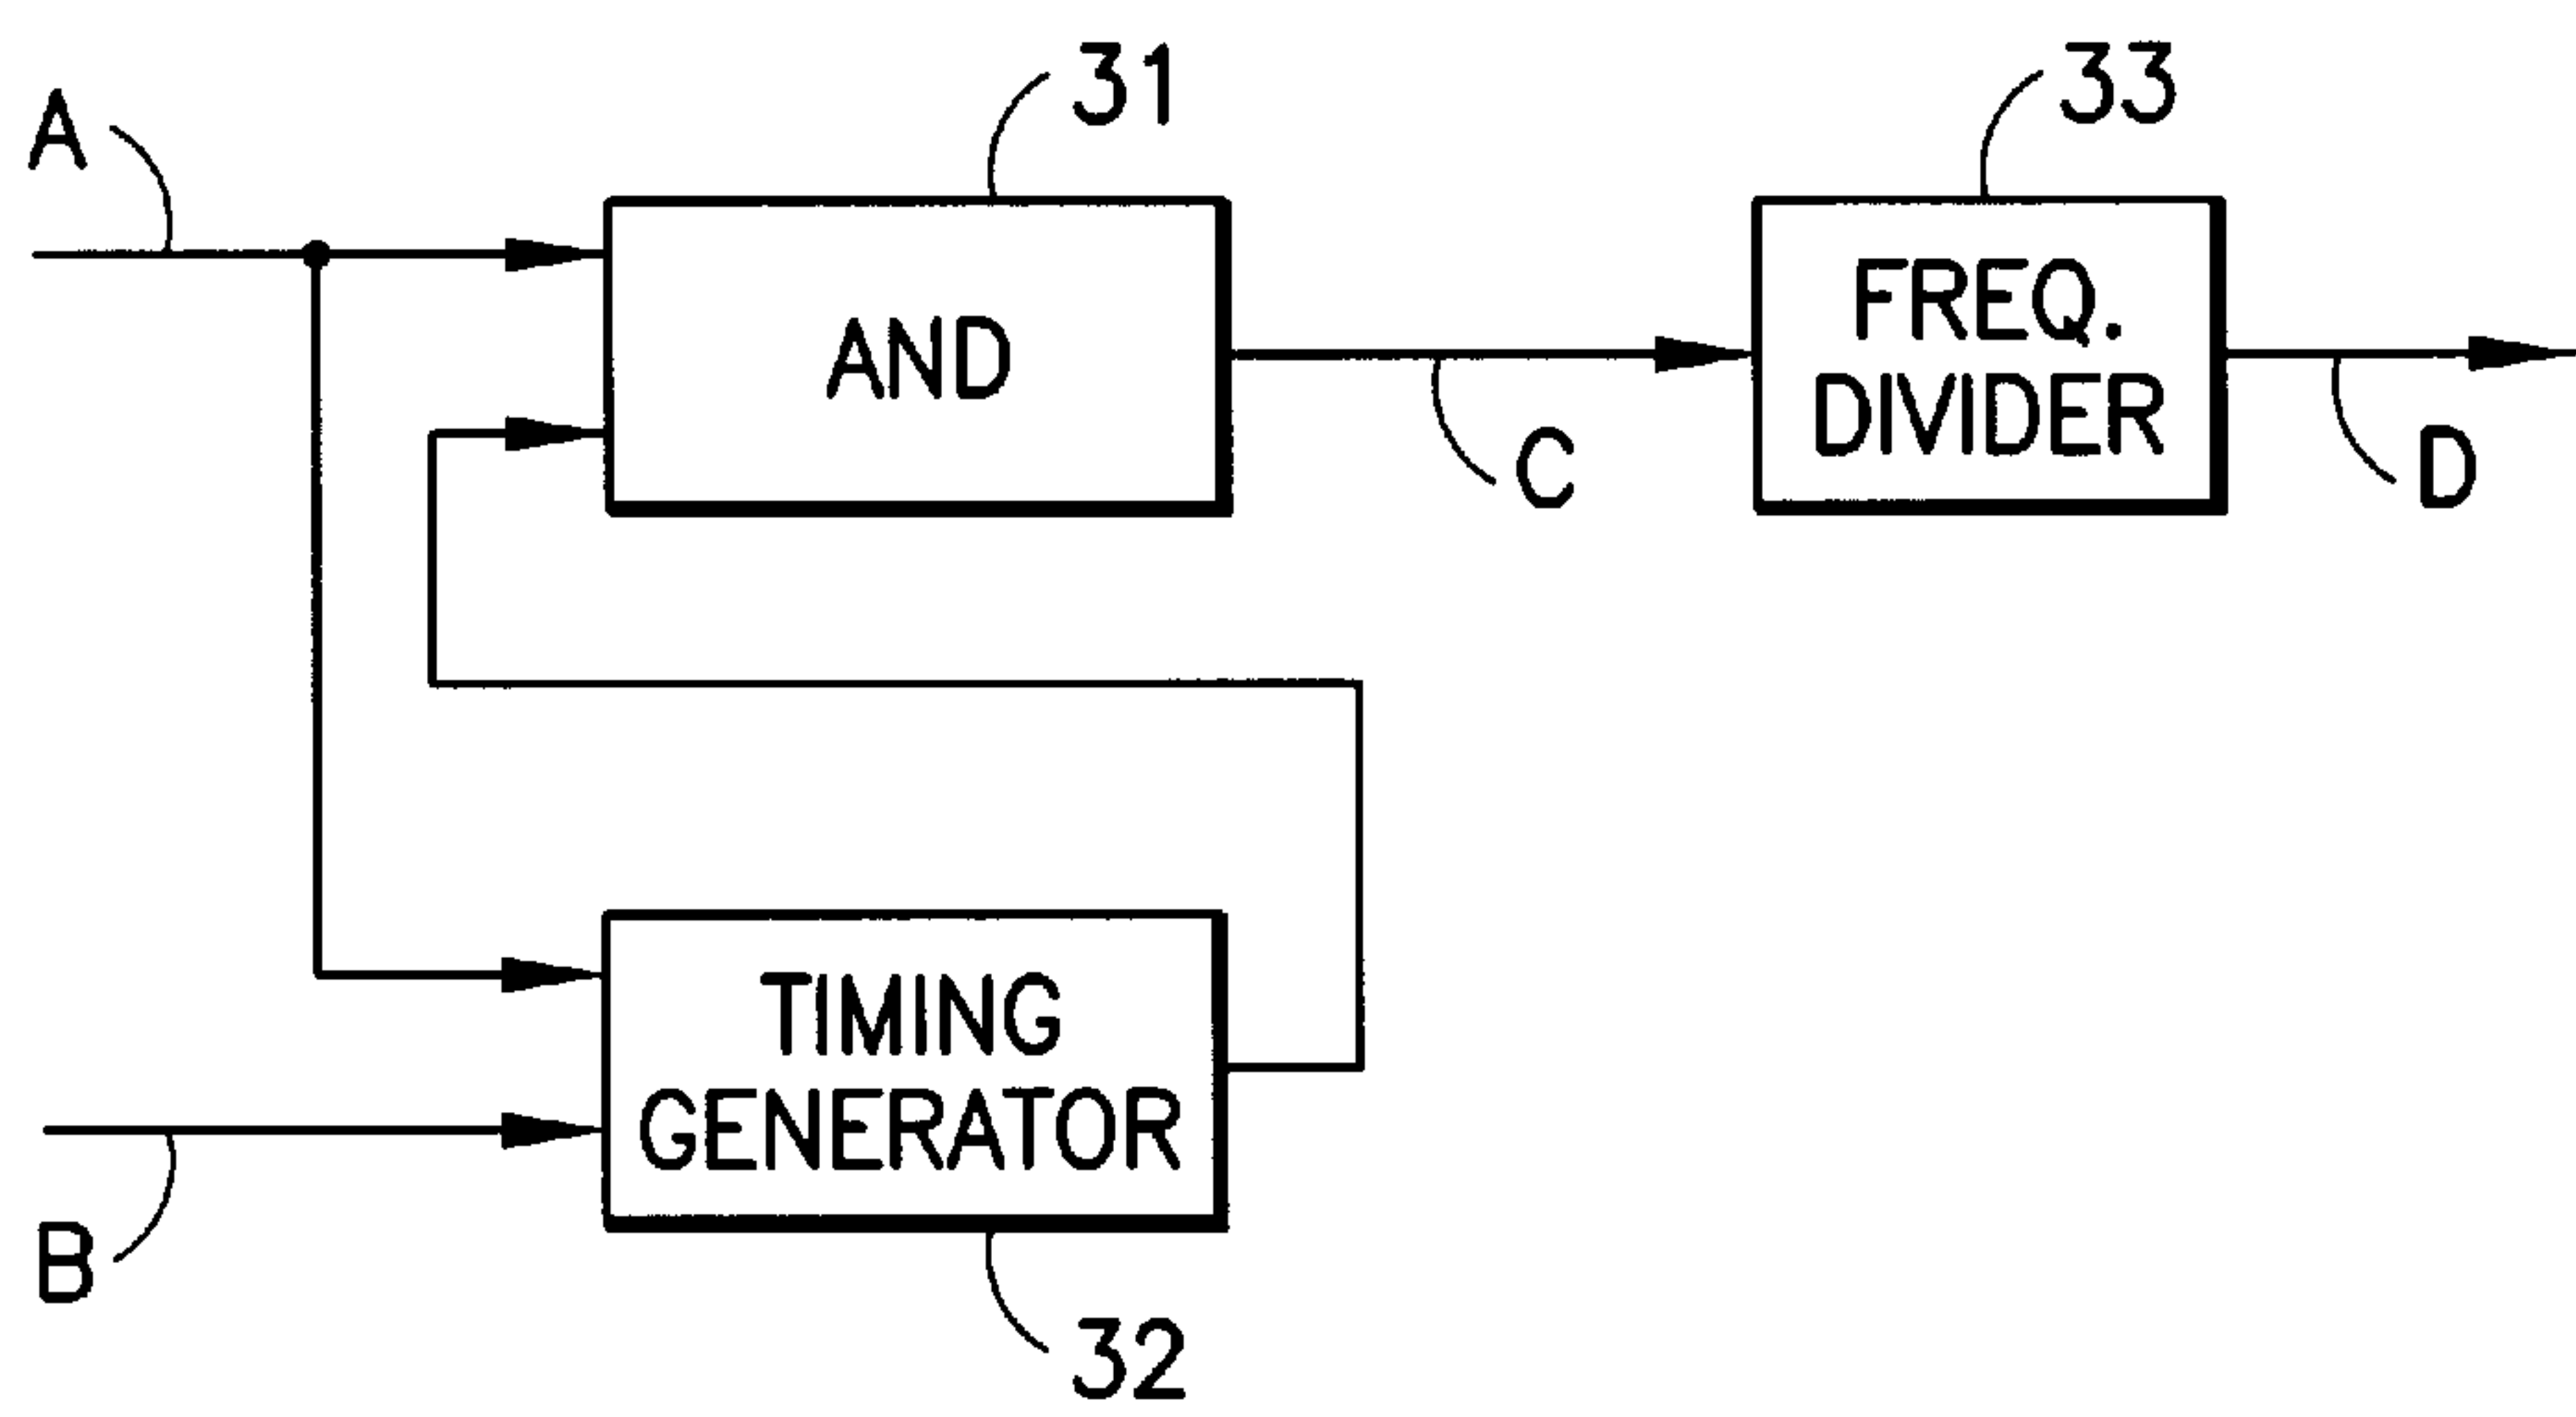 31
33
A
AND
FREQ.
DIVIDER
C
D
TIMING
GENERATOR
B
32